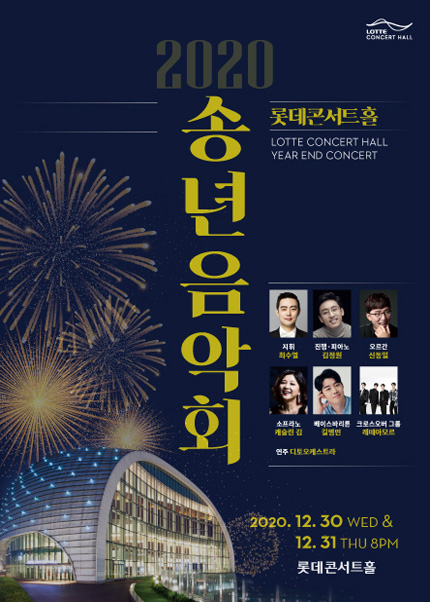 LOTTE
CONCERT HALL
2020
송년음악회
롯데콘서트홀
LOTTE CONCERT HALL
YEAR END CONCERT
지휘
최수열
진행·피아노
김정원
오르간
신동일
소프라노
캐슬린 김
베이스바리톤
길병민
크로스오버 그룹
레떼아모르
연주 디토오케스트라
2020. 12. 30 WED &
12. 31 THU 8PM
롯데콘서트홀